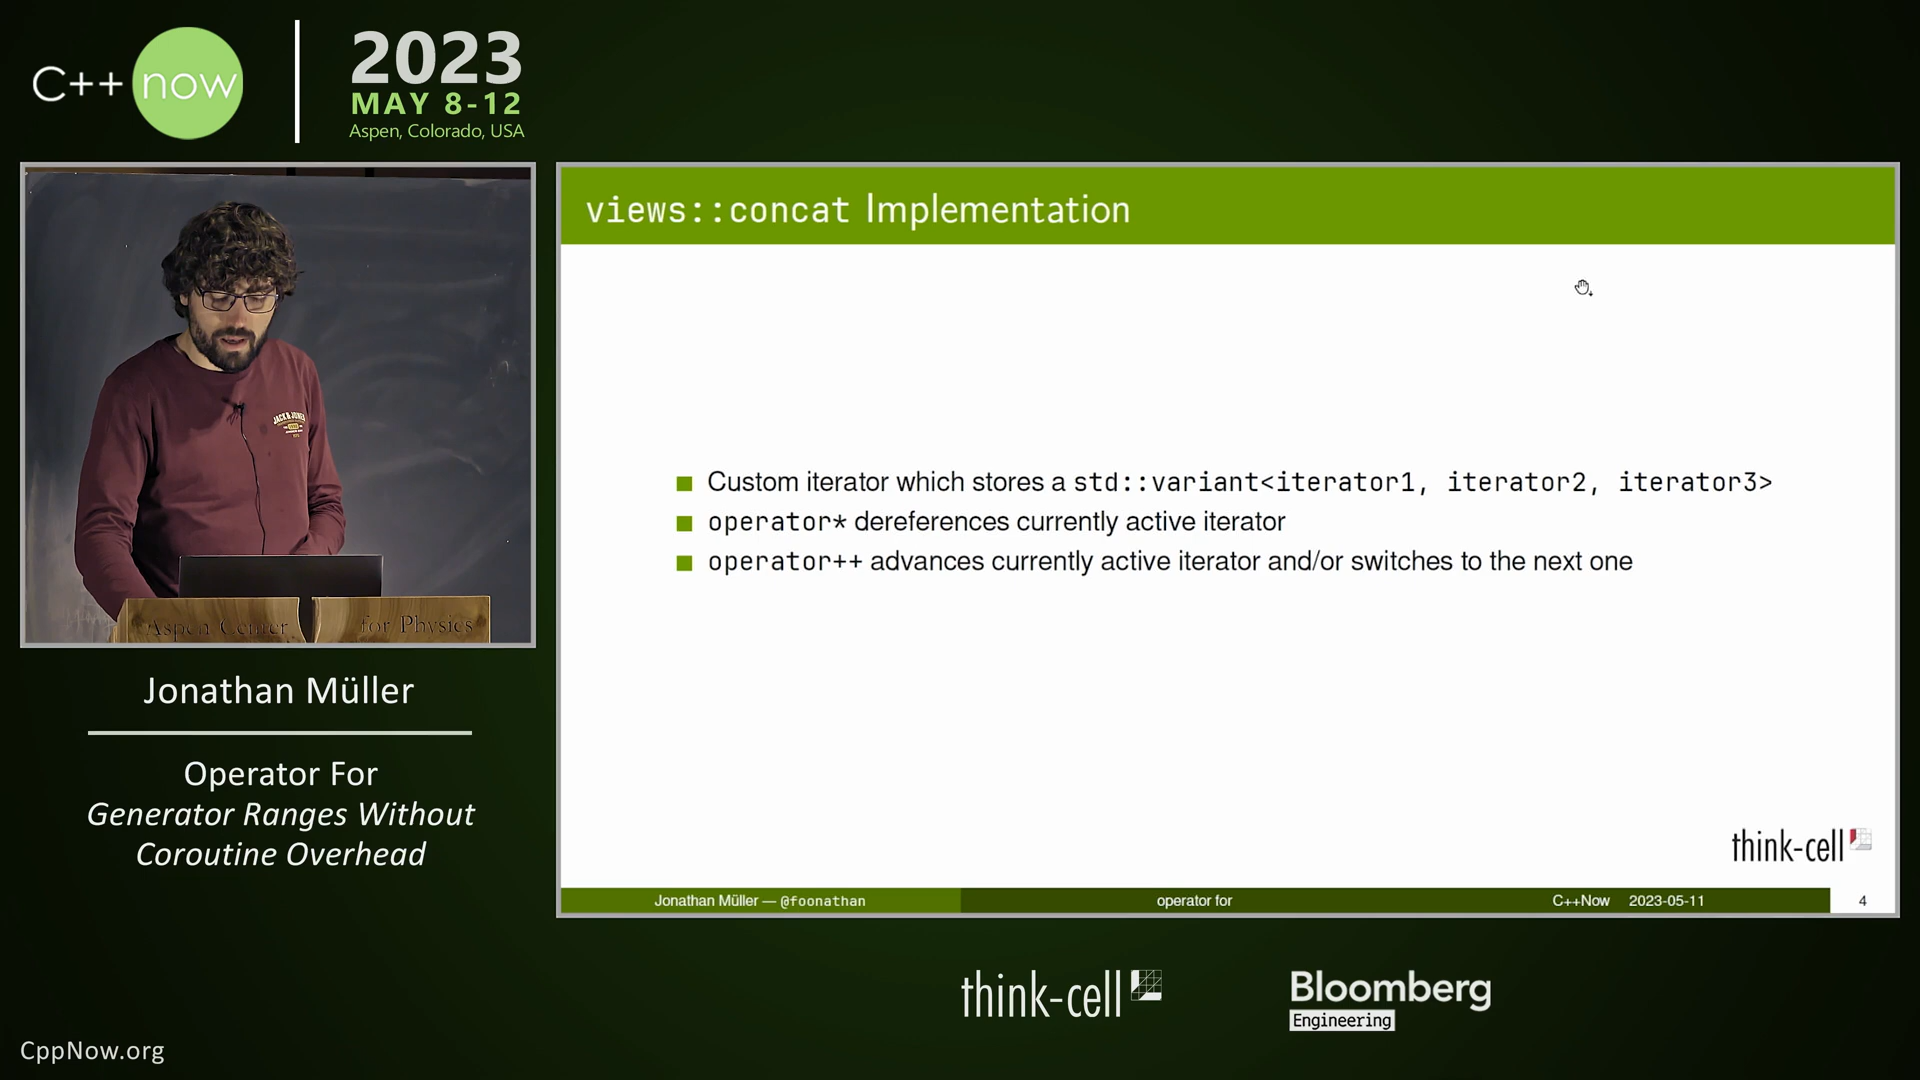 C++ now
2023
MAY 8-12
Aspen, Colorado, USA
JACK&JONES
Aspen Center for Physics
Jonathan Müller
Operator For
Generator Ranges Without
Coroutine Overhead
views::concat Implementation
Custom iterator which stores a std::variant<iterator1, iterator2, iterator3>
operator* dereferences currently active iterator
operator++ advances currently active iterator and/or switches to the next one
think-cell
Jonathan Müller — @foonathan operator for C++Now 2023-05-11 4
think-cell
Bloomberg
Engineering
CppNow.org